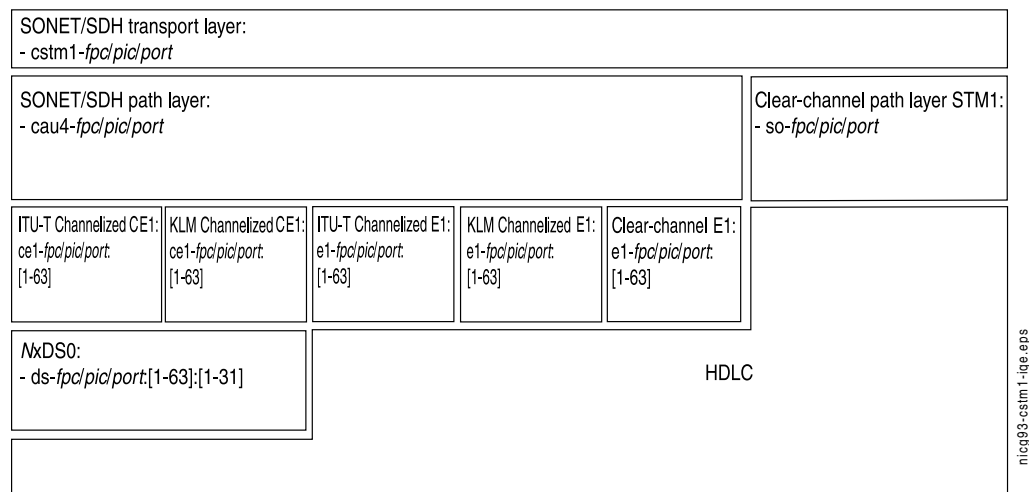 SONET/SDH transport layer:
- cstm1-fpc/pic/port
SONET/SDH path layer:
- cau4-fpc/pic/port
Clear-channel path layer STM1:
- so-fpc/pic/port
ITU-T Channelized CE1:
ce1-fpc/pic/port:
[1-63]
KLM Channelized CE1:
ce1-fpc/pic/port:
[1-63]
ITU-T Channelized E1:
e1-fpc/pic/port:
[1-63]
KLM Channelized E1:
e1-fpc/pic/port:
[1-63]
Clear-channel E1:
e1-fpc/pic/port:
[1-63]
NxDS0:
- ds-fpc/pic/port:[1-63]:[1-31]
HDLC
nicg93-cstm1-iqe.eps